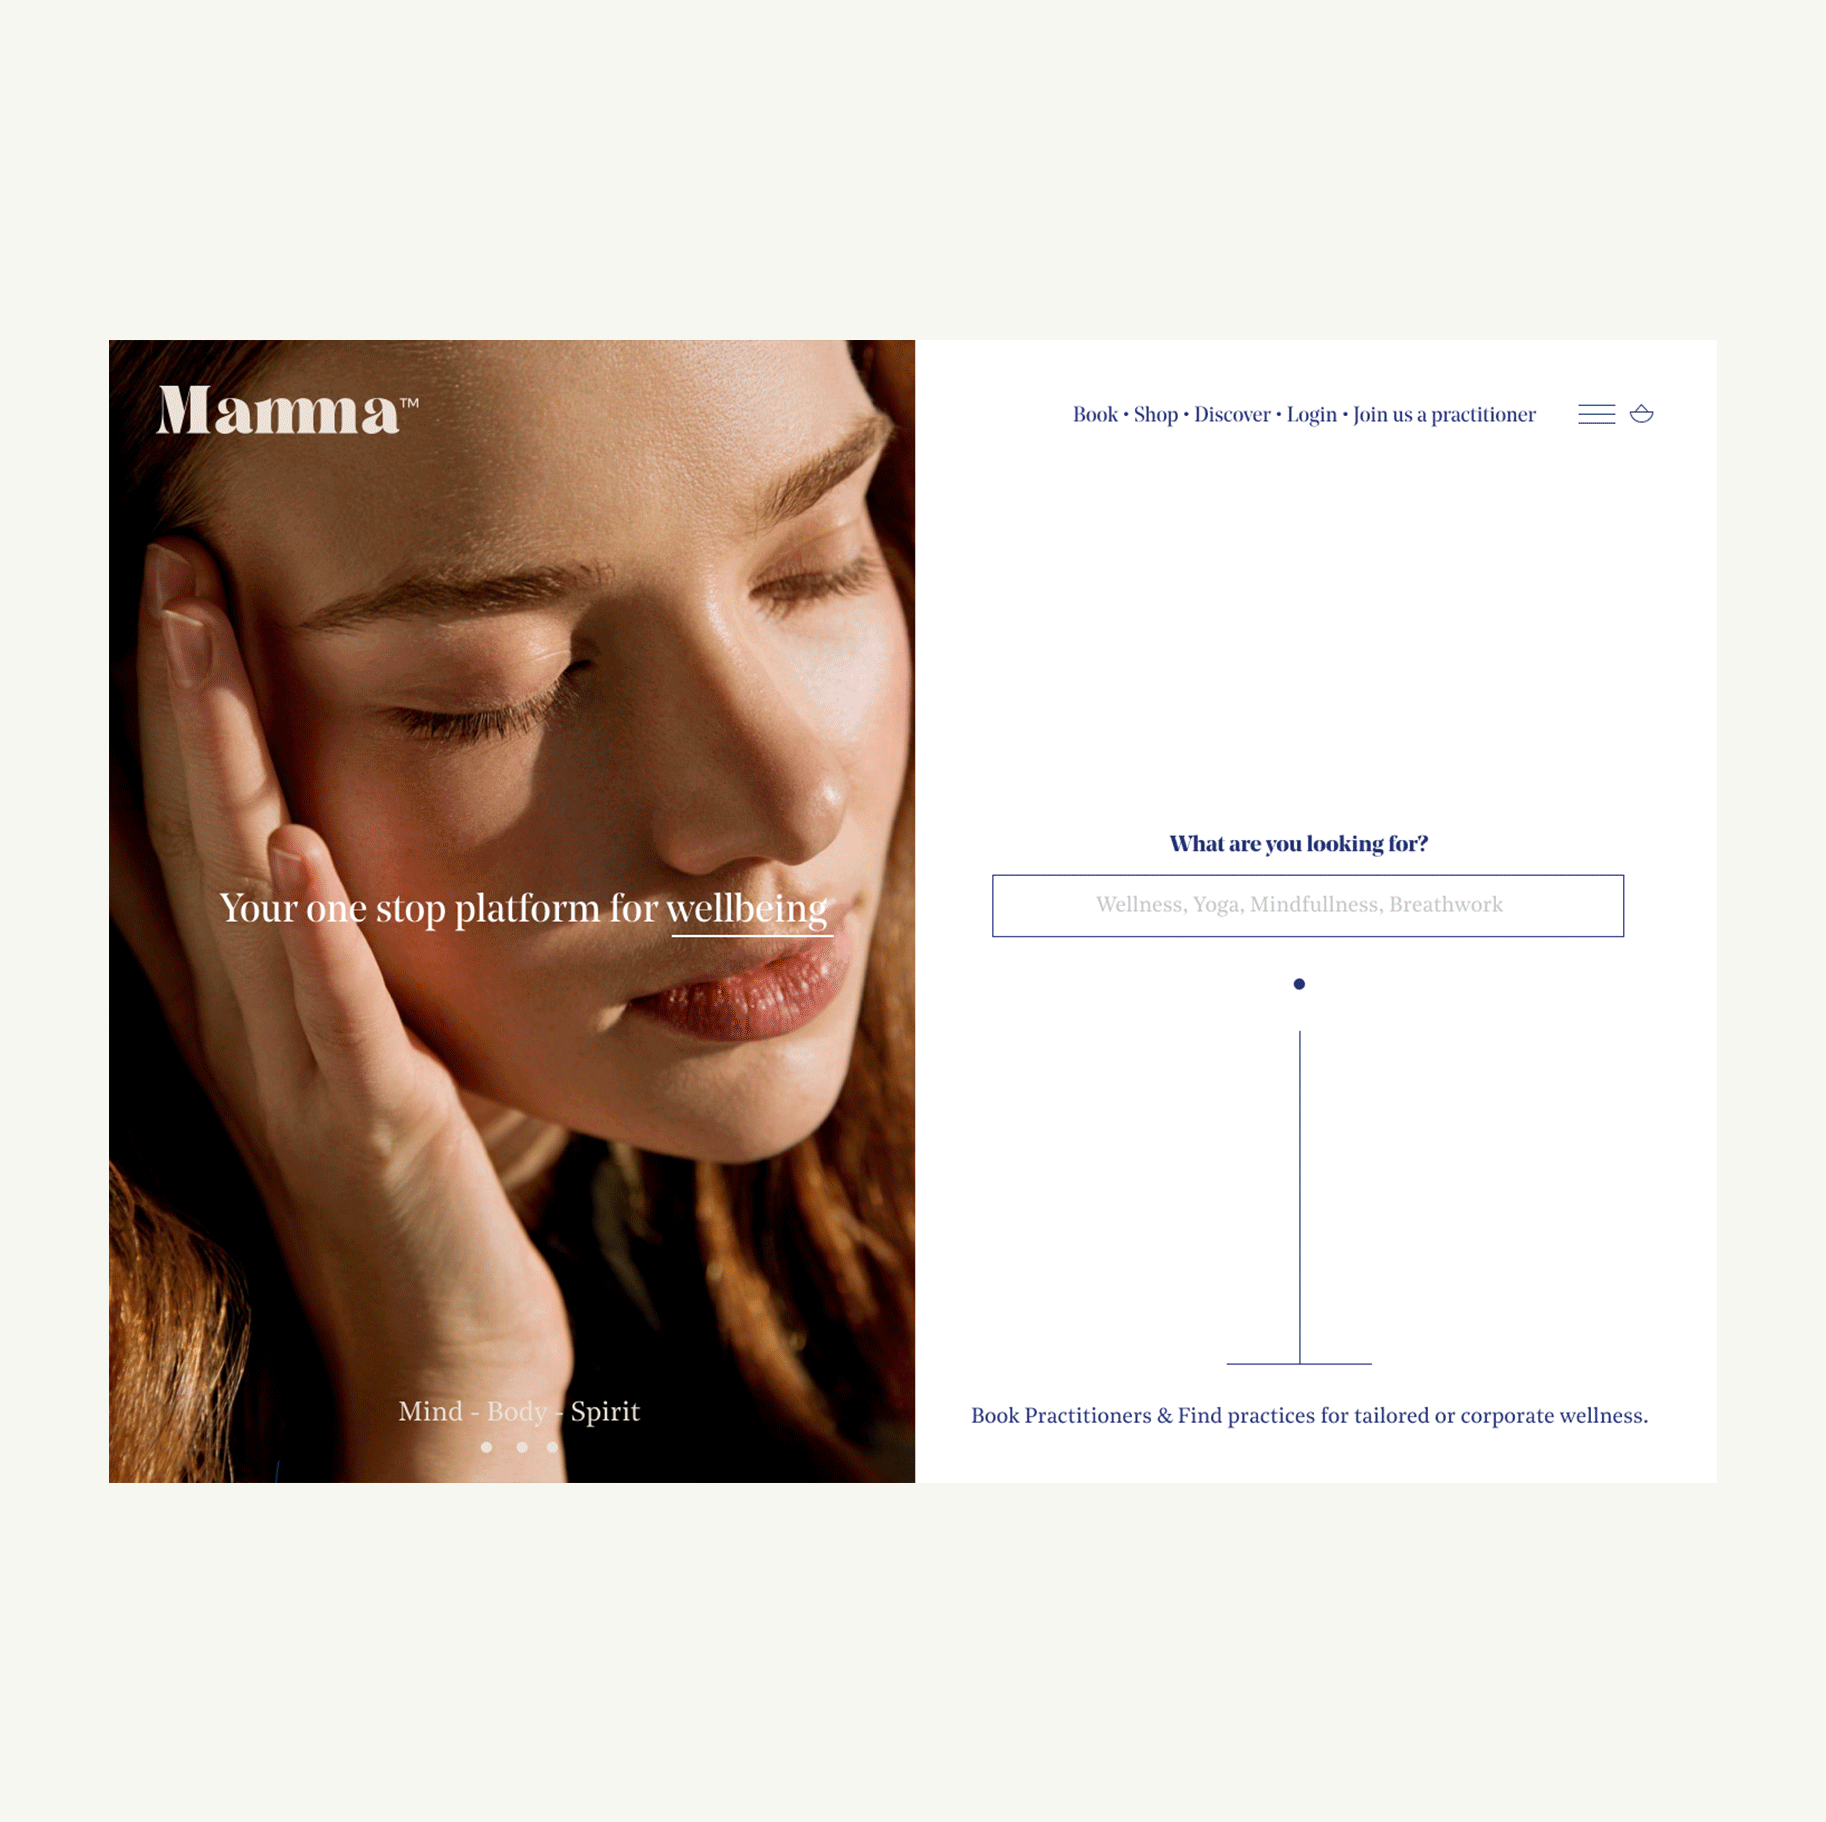 Mamma™
Book • Shop • Discover • Login • Join us a practitioner
What are you looking for?
Wellness, Yoga, Mindfullness, Breathwork
Your one stop platform for wellbeing
Mind - Body - Spirit
Book Practitioners & Find practices for tailored or corporate wellness.